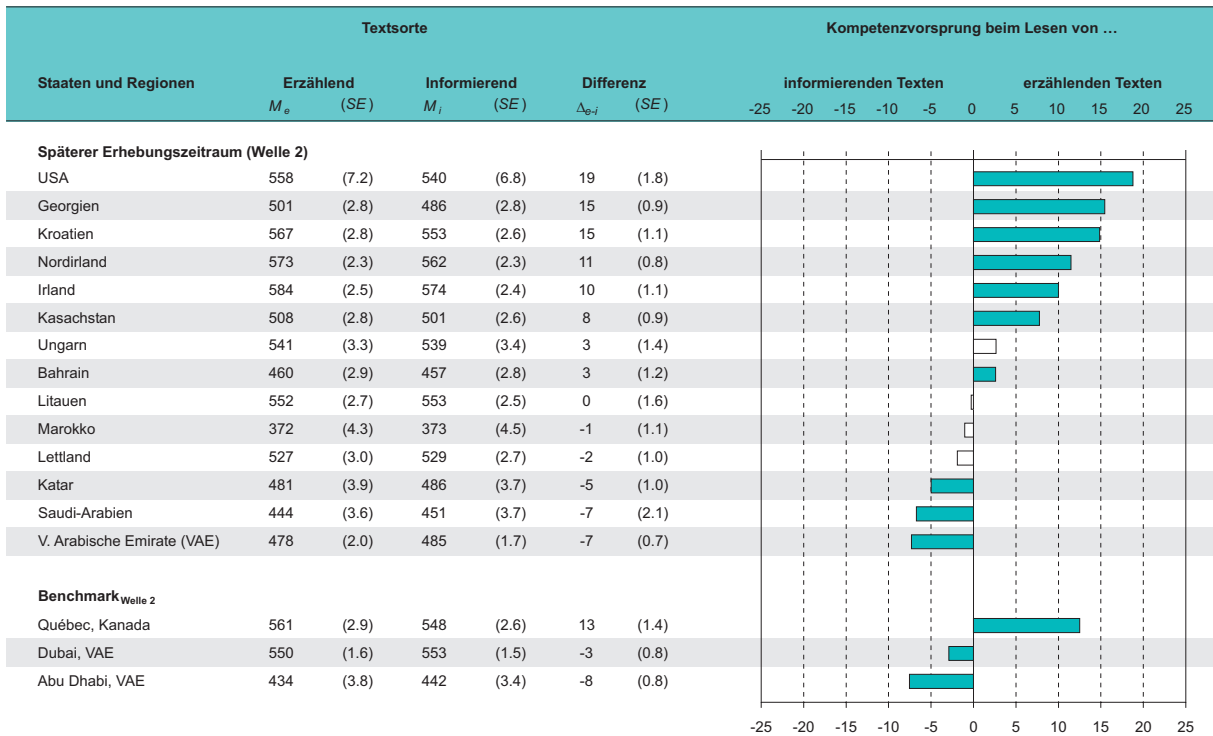 Textsorte Kompetenzvorsprung beim Lesen von …
Staaten und Regionen Erzählend Informierend Differenz informierenden Texten erzählenden Texten
M e (SE) M i (SE) Δe-i (SE) -25 -20 -15 -10 -5 0 5 10 15 20 25
Späterer Erhebungszeitraum (Welle 2)
USA 558 (7.2) 540 (6.8) 19 (1.8)
Georgien 501 (2.8) 486 (2.8) 15 (0.9)
Kroatien 567 (2.8) 553 (2.6) 15 (1.1)
Nordirland 573 (2.3) 562 (2.3) 11 (0.8)
Irland 584 (2.5) 574 (2.4) 10 (1.1)
Kasachstan 508 (2.8) 501 (2.6) 8 (0.9)
Ungarn 541 (3.3) 539 (3.4) 3 (1.4)
Bahrain 460 (2.9) 457 (2.8) 3 (1.2)
Litauen 552 (2.7) 553 (2.5) 0 (1.6)
Marokko 372 (4.3) 373 (4.5) -1 (1.1)
Lettland 527 (3.0) 529 (2.7) -2 (1.0)
Katar 481 (3.9) 486 (3.7) -5 (1.0)
Saudi-Arabien 444 (3.6) 451 (3.7) -7 (2.1)
V. Arabische Emirate (VAE) 478 (2.0) 485 (1.7) -7 (0.7)
Benchmark Welle 2
Québec, Kanada 561 (2.9) 548 (2.6) 13 (1.4)
Dubai, VAE 550 (1.6) 553 (1.5) -3 (0.8)
Abu Dhabi, VAE 434 (3.8) 442 (3.4) -8 (0.8)
-25 -20 -15 -10 -5 0 5 10 15 20 25